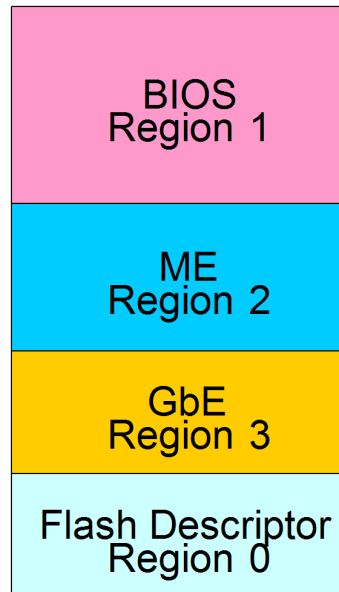 BIOS
Region 1
ME
Region 2
GbE
Region 3
Flash Descriptor
Region 0